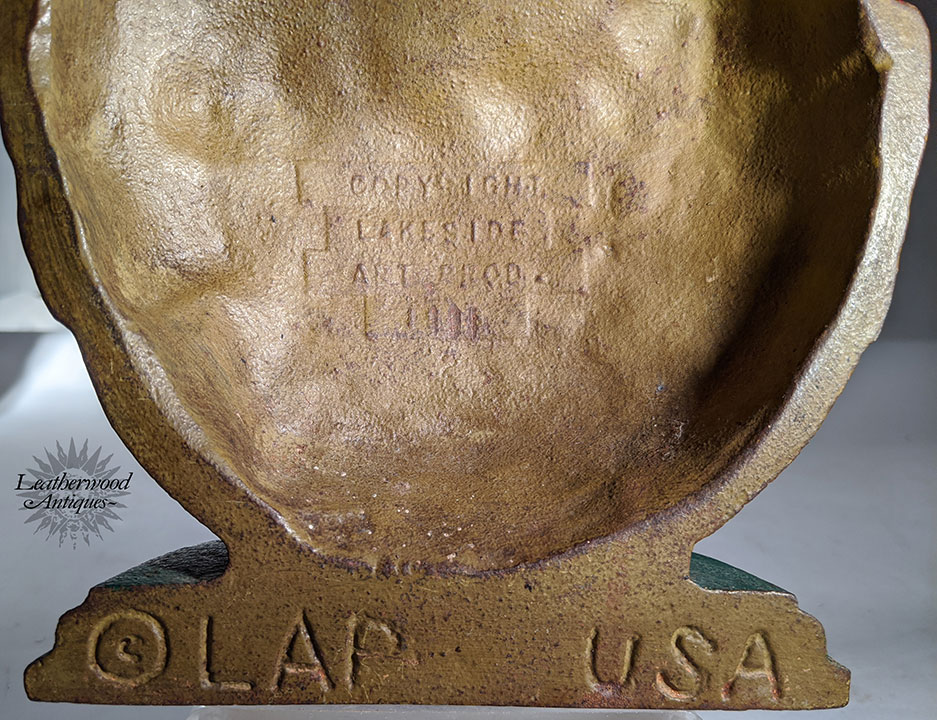 COPYRIGHT
LAKESIDE
ART PROD.
Leatherwood
Antiques~
© LAP USA